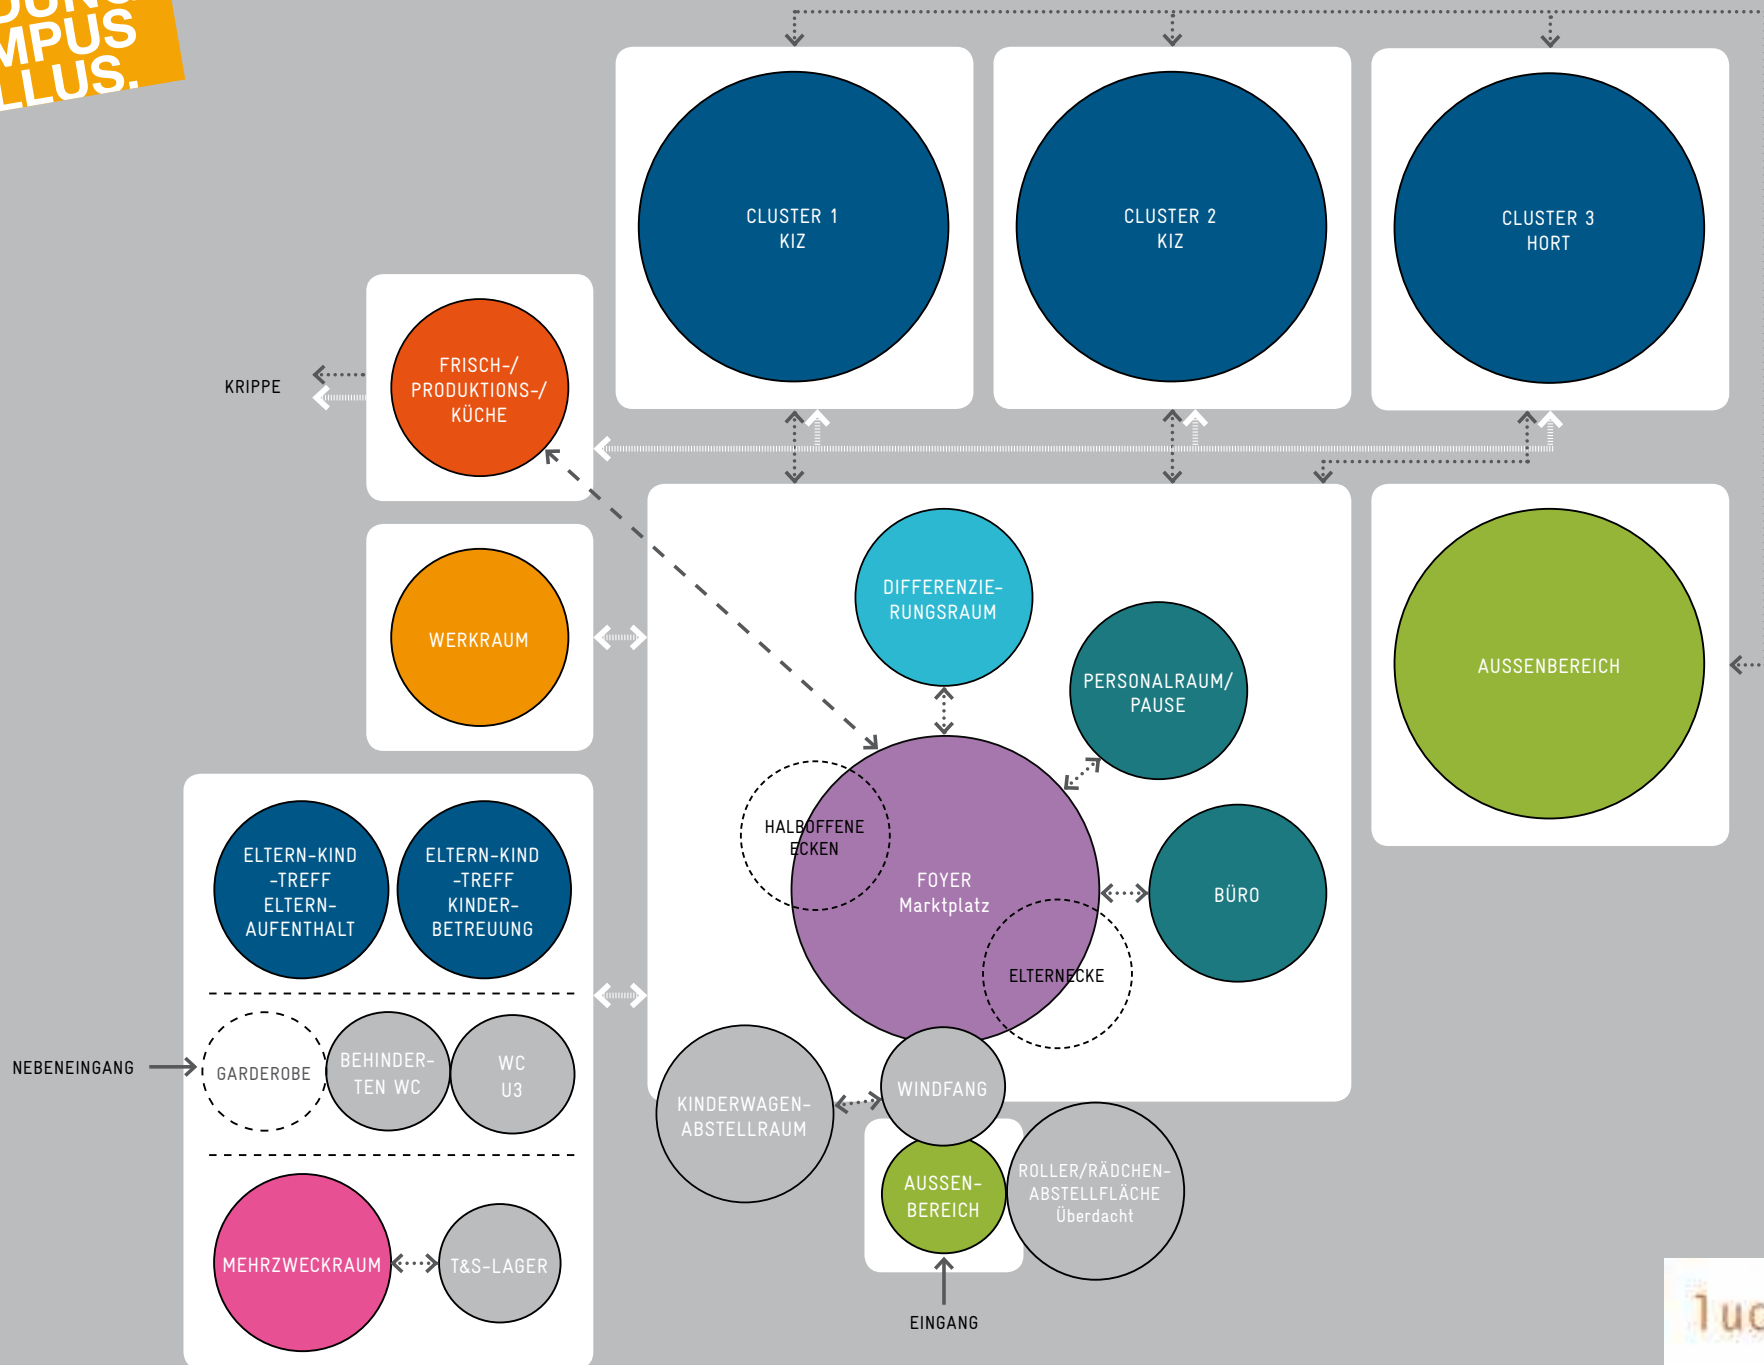 MPUS
LLUS.
CLUSTER 1
KIZ
CLUSTER 2
KIZ
CLUSTER 3
HORT
KRIPPE
FRISCH-/
PRODUKTIONS-/
KÜCHE
WERKRAUM
DIFFERENZIE-
RUNGSRAUM
PERSONALRAUM/
PAUSE
AUSSENBEREICH
HALBOFFENE
ECKEN
FOYER
Marktplatz
BÜRO
ELTERNECKE
ELTERN-KIND
-TREFF
ELTERN-
AUFENTHALT
ELTERN-KIND
-TREFF
KINDER-
BETREUUNG
NEBENEINGANG
GARDEROBE
BEHINDER-
TEN WC
WC
U3
KINDERWAGEN-
ABSTELLRAUM
WINDFANG
AUSSEN-
BEREICH
ROLLER/RÄDCHEN-
ABSTELLFLÄCHE
Überdacht
MEHRZWECKRAUM
T&S-LAGER
EINGANG